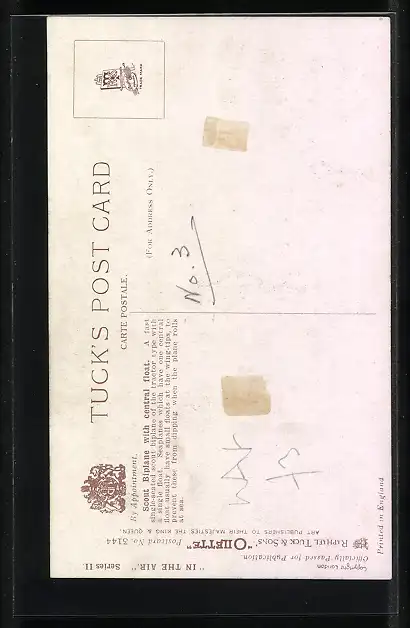 TUCK'S POST CARD
CARTE POSTALE.
(FOR ADDRESS ONLY.)
By Appointment.
Scout Biplane with central float. A fast
single-seated scout biplane of the tractor type with
a single float. Seaplanes which have one central
float usually have small floats at the wing-tips, to
prevent these from dipping when the plane rolls
at sea.
No. 3
"IN THE AIR." Series II
RAPHAEL TUCK & SONS' "OILETTE" Postcard No. 3144
ART PUBLISHERS TO THEIR MAJESTIES THE KING & QUEEN.
Copyright London
Officially Passed for Publication.
Printed in England
TRADE MARK